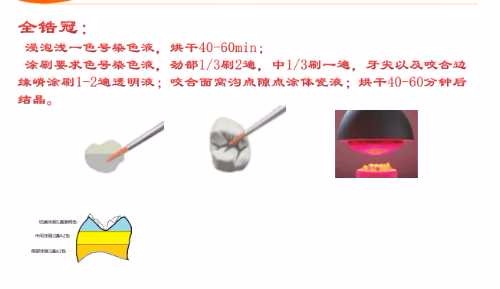 全锆冠：
浸泡浅一色号染色液，烘干40-60min；
涂刷要求色号染色液，劲部1/3刷2遍，中1/3刷一遍，牙尖以及咬合边
缘嵴涂刷1-2遍透明液；咬合面窝沟点隙点涂体瓷液；烘干40-60分钟后
结晶。